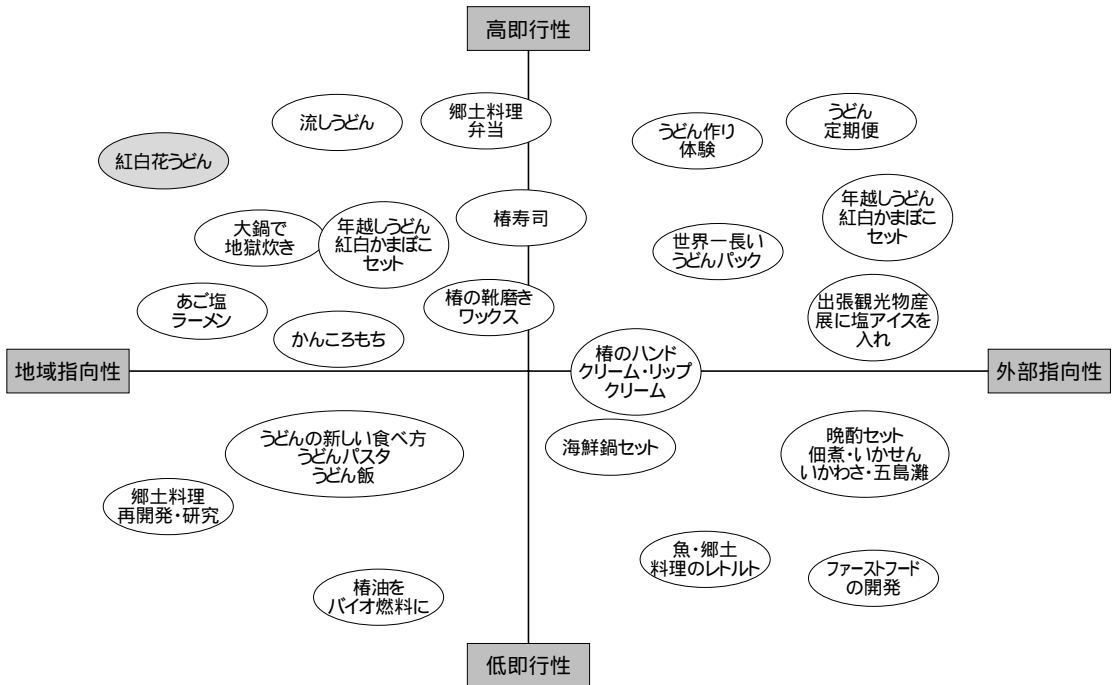 高即行性
流しうどん
郷土料理
弁当
うどん作り
体験
うどん
定期便
紅白花うどん
大鍋で
地獄炊き
年越しうどん
紅白かまぼこ
セット
椿寿司
世界一長い
うどんパック
年越しうどん
紅白かまぼこ
セット
あご塩
ラーメン
かんころもち
椿の靴磨き
ワックス
出張観光物産
展に塩アイスを
入れ
地域指向性
椿のハンド
クリーム・リップ
クリーム
外部指向性
うどんの新しい食べ方
うどんパスタ
うどん飯
海鮮鍋セット
晩酌セット
佃煮・いかせん
いかわさ・五島灘
郷土料理
再開発・研究
魚・郷土
料理のレトルト
ファーストフード
の開発
椿油を
バイオ燃料に
低即行性